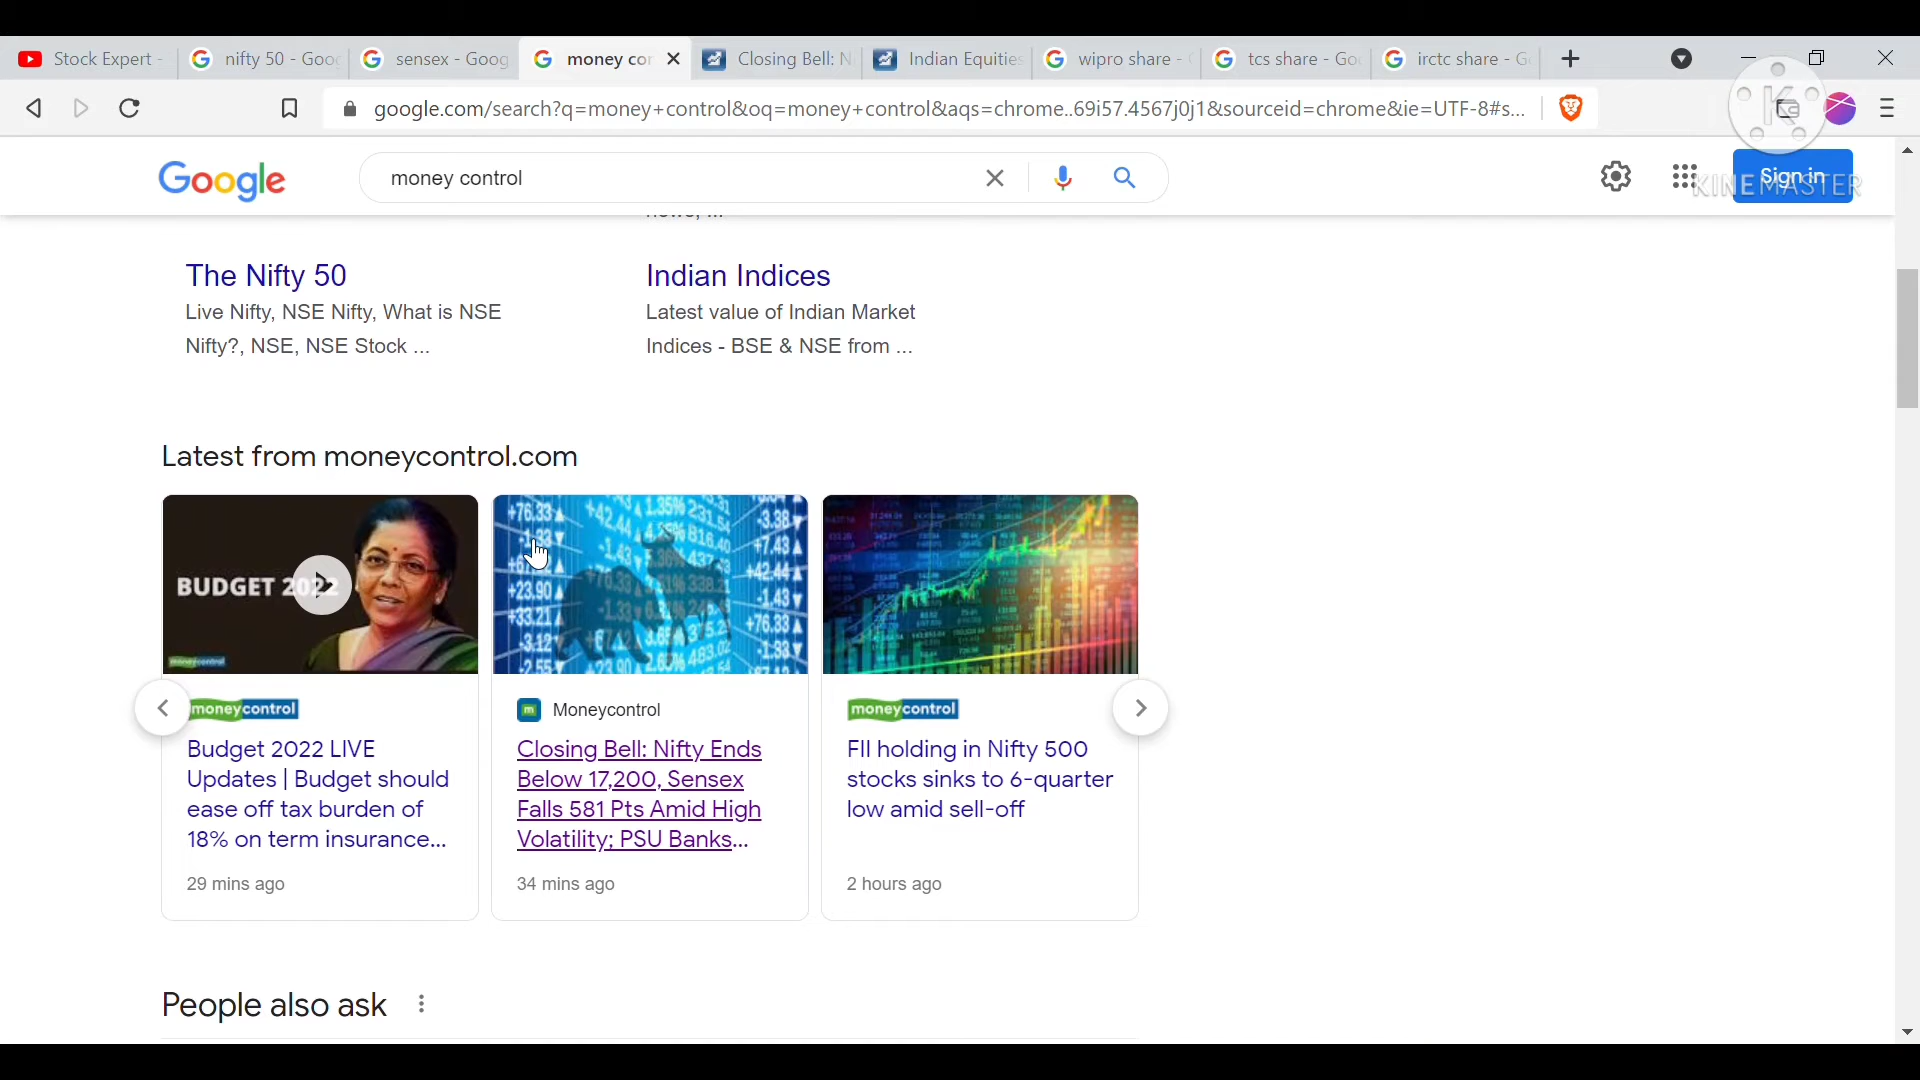 Stock Expert -
nifty 50 - Goo
sensex - Goog
money con
Closing Bell: N
Indian Equities
wipro share -
tcs share - Go
irctc share - G
google.com/search?q=money+control&oq=money+control&aqs=chrome..69i57.4567j0j1&sourceid=chrome&ie=UTF-8#s...
Google
money control
Sign in
KINEMASTER
news, ...
The Nifty 50
Live Nifty, NSE Nifty, What is NSE
Nifty?, NSE, NSE Stock ...
Indian Indices
Latest value of Indian Market
Indices - BSE & NSE from ...
Latest from moneycontrol.com
BUDGET 2022
moneycontrol
moneycontrol
Budget 2022 LIVE
Updates | Budget should
ease off tax burden of
18% on term insurance...
29 mins ago
Moneycontrol
Closing Bell: Nifty Ends
Below 17,200, Sensex
Falls 581 Pts Amid High
Volatility; PSU Banks...
34 mins ago
moneycontrol
FII holding in Nifty 500
stocks sinks to 6-quarter
low amid sell-off
2 hours ago
People also ask